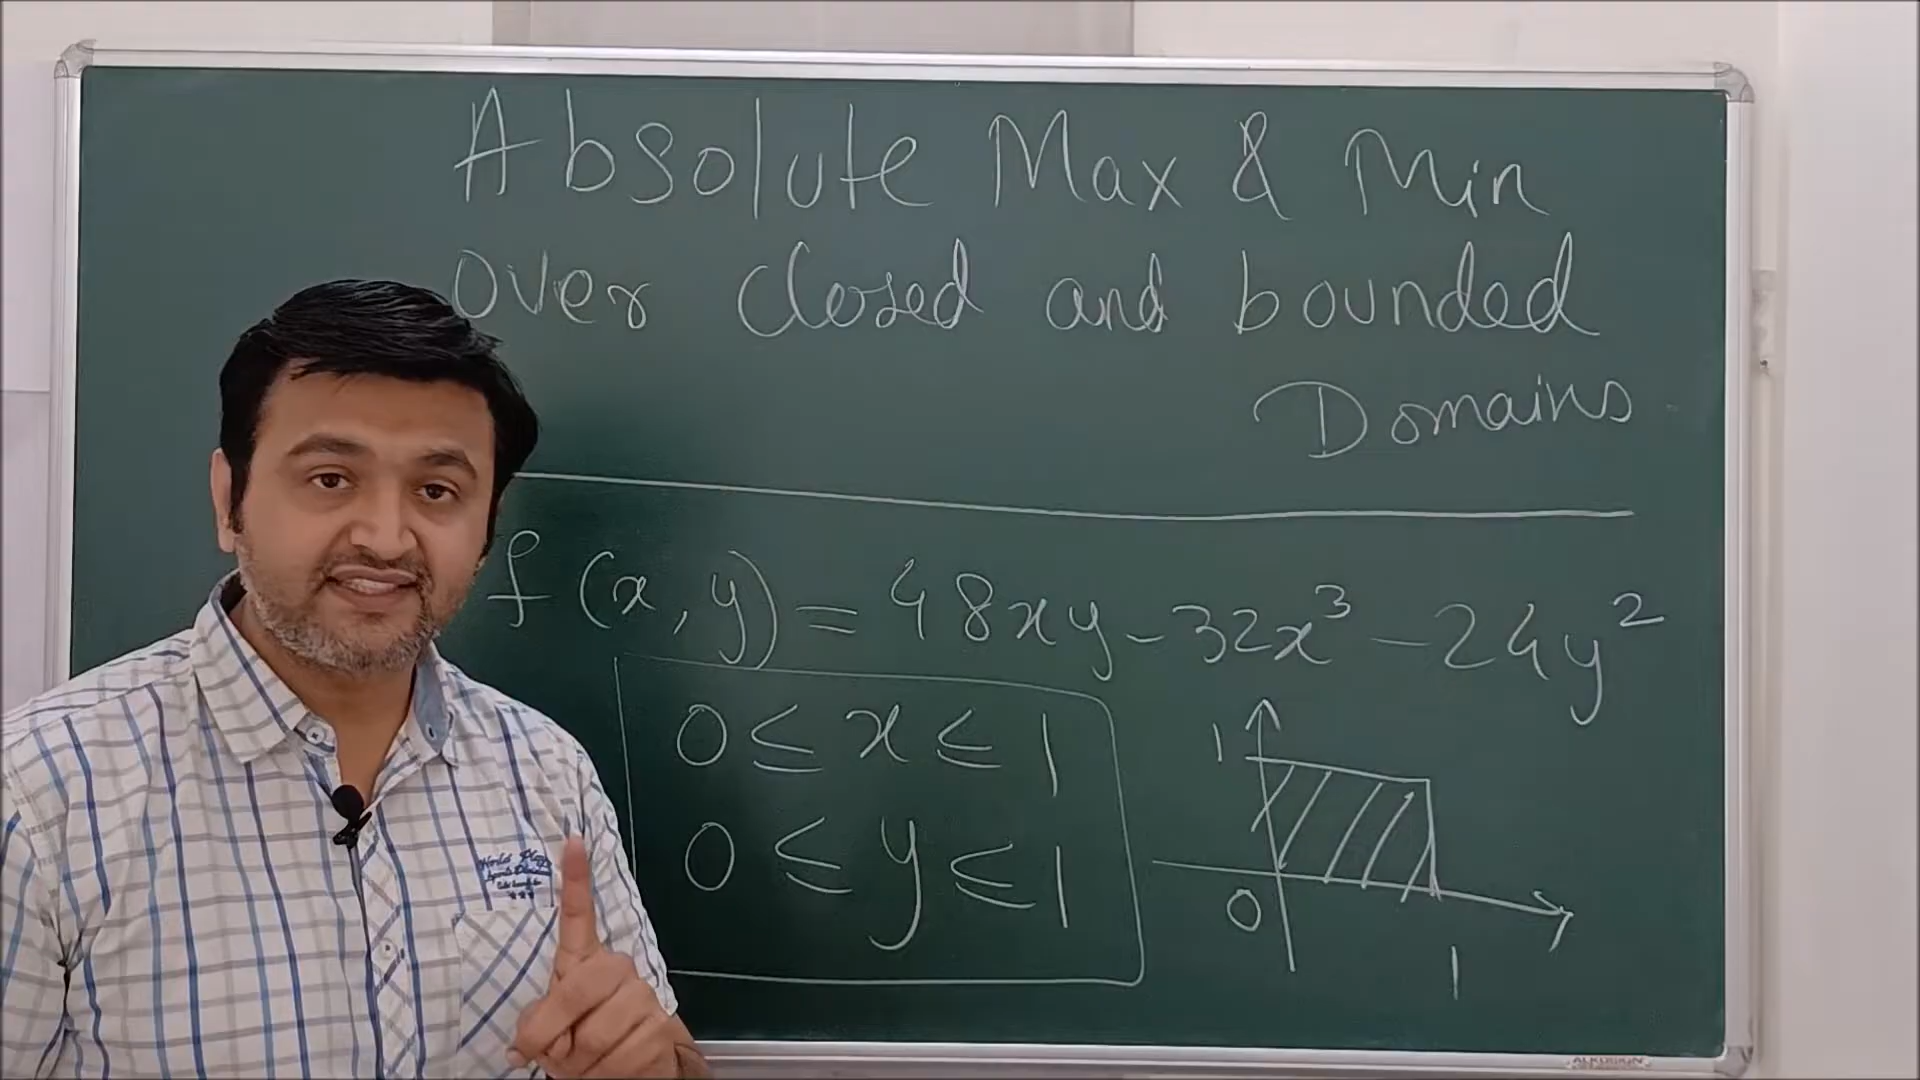 Absolute Max & Min
over closed and bounded
Domains
f(x,y) = 48xy - 32x³ - 24y²
0 ≤ x ≤ 1
0 ≤ y ≤ 1
1
0
1